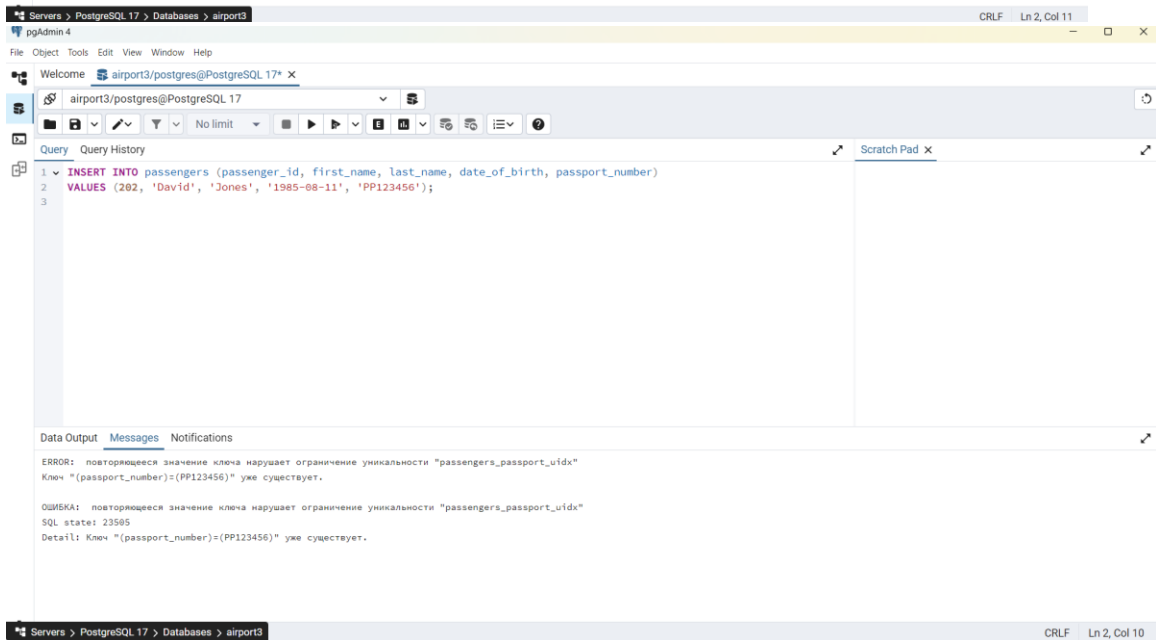 Servers > PostgreSQL 17 > Databases > airport3 CRLF Ln 2, Col 11
pgAdmin 4
File Object Tools Edit View Window Help
Welcome airport3/postgres@PostgreSQL 17* X
airport3/postgres@PostgreSQL 17
No limit E
Query Query History Scratch Pad X
1 INSERT INTO passengers (passenger_id, first_name, last_name, date_of_birth, passport_number)
2 VALUES (202, 'David', 'Jones', '1985-08-11', 'PP123456');
3
Data Output Messages Notifications
ERROR: повторяющееся значение ключа нарушает ограничение уникальности "passengers_passport_uidx"
Ключ "(passport_number)=(PP123456)" уже существует.
ОШИБКА: повторяющееся значение ключа нарушает ограничение уникальности "passengers_passport_uidx"
SQL state: 23505
Detail: Ключ "(passport_number)=(PP123456)" уже существует.
Servers > PostgreSQL 17 > Databases > airport3 CRLF Ln 2, Col 10